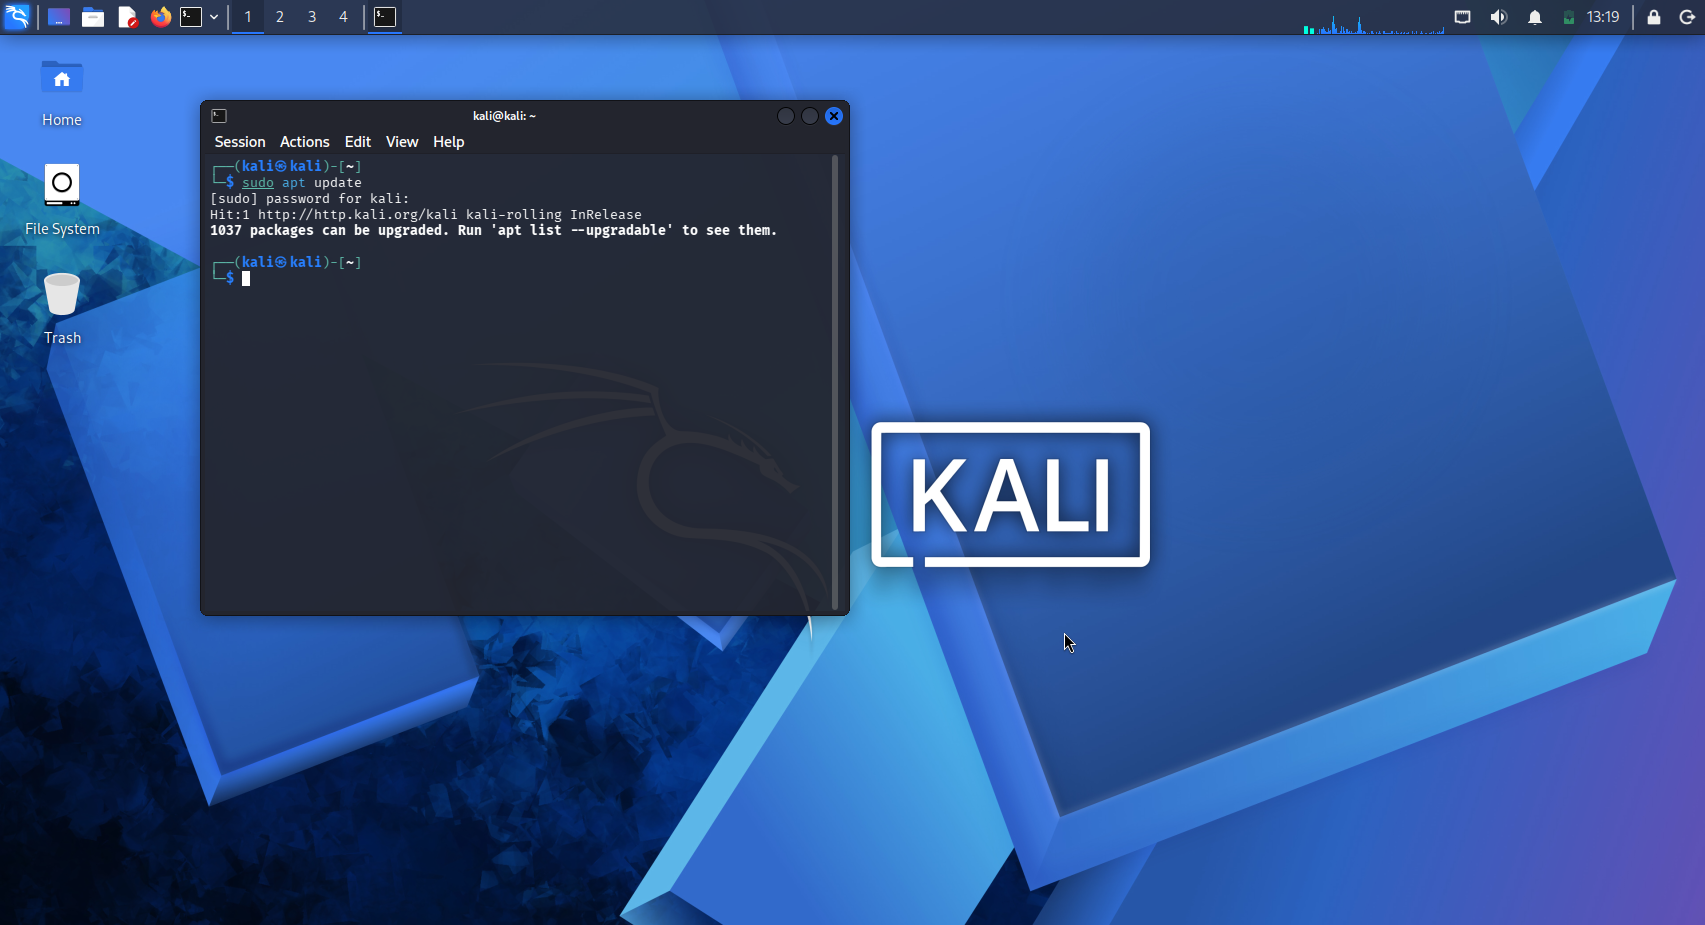 1 2 3 4
13:19
Home
File System
Trash
kali@kali: ~
Session Actions Edit View Help
┌──(kali㉿kali)-[~]
└─$ sudo apt update
[sudo] password for kali:
Hit:1 http://http.kali.org/kali kali-rolling InRelease
1037 packages can be upgraded. Run 'apt list --upgradable' to see them.
┌──(kali㉿kali)-[~]
└─$
KALI